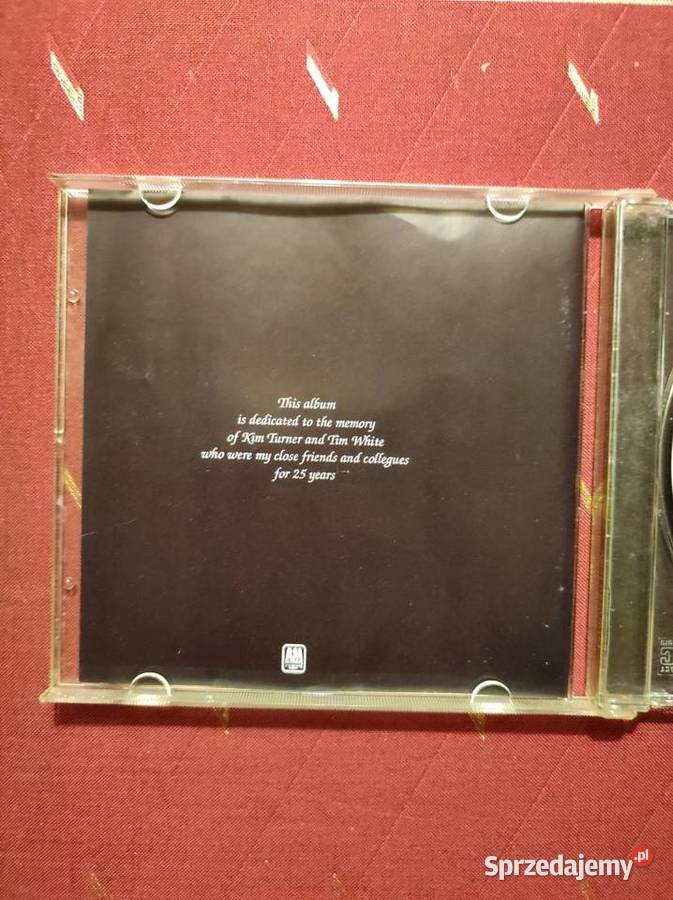 This album
is dedicated to the memory
of Kim Turner and Tim White
who were my close friends and collegues
for 25 years
A&M
Sprzedajemy.pl